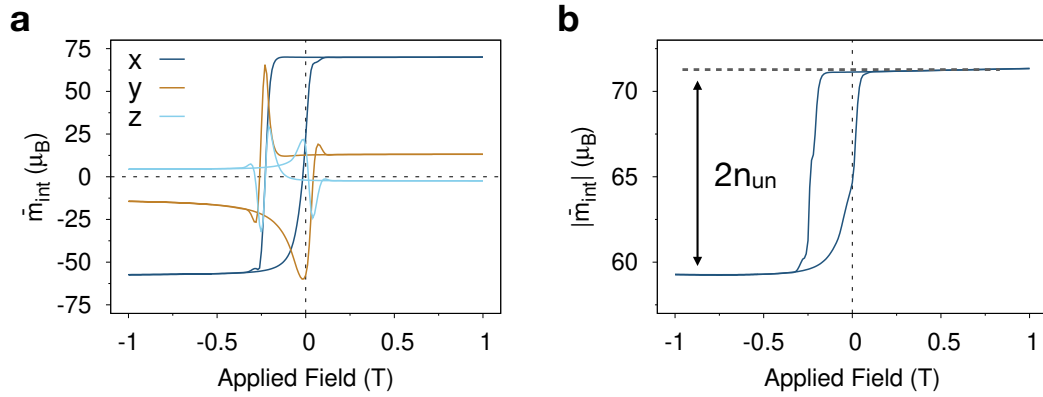 a
x
y
z
75
50
25
0
-25
-50
-75
m̄int (μB)
-1
-0.5
0
0.5
1
Applied Field (T)
b
70
65
60
|m̄int| (μB)
2nun
-1
-0.5
0
0.5
1
Applied Field (T)